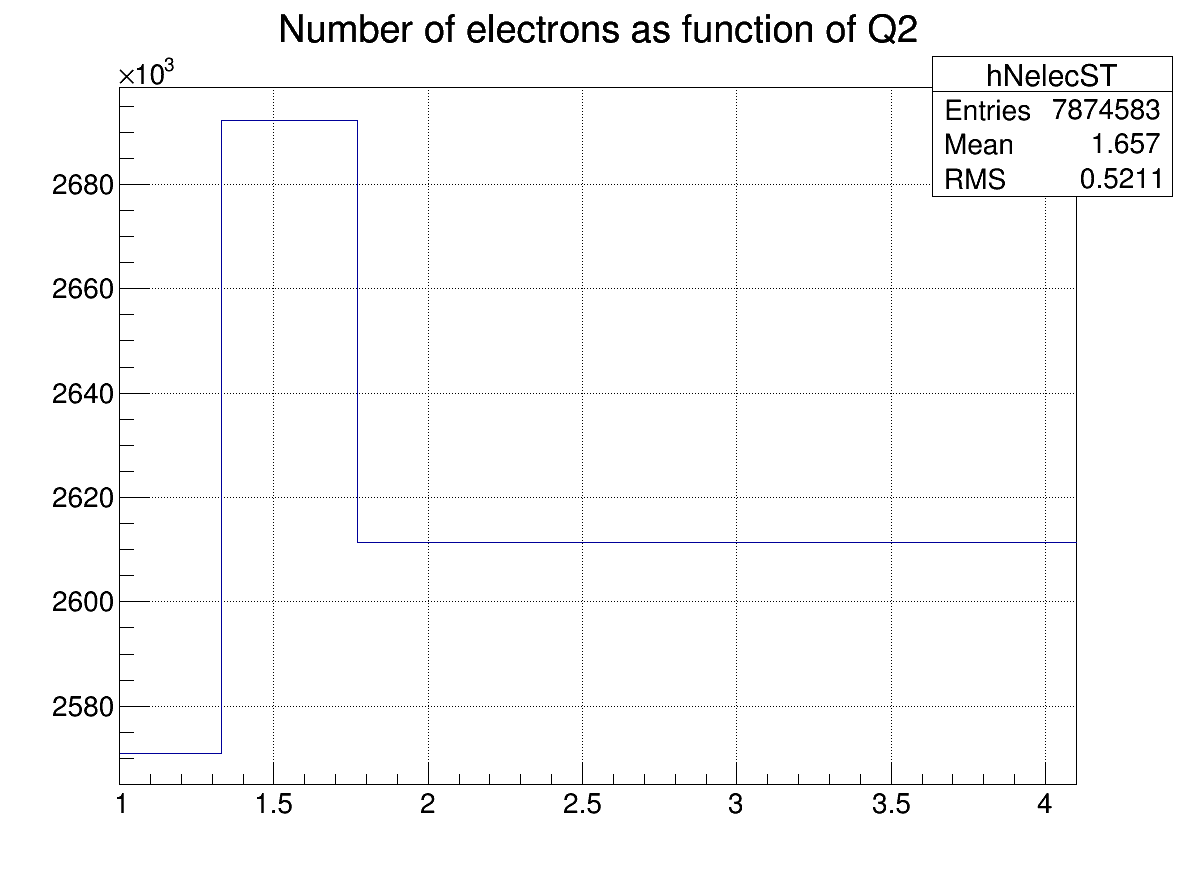 Number of electrons as function of Q2
×10³
hNelecST
Entries 7874583
Mean 1.657
RMS 0.5211
2680
2660
2640
2620
2600
2580
1 1.5 2 2.5 3 3.5 4